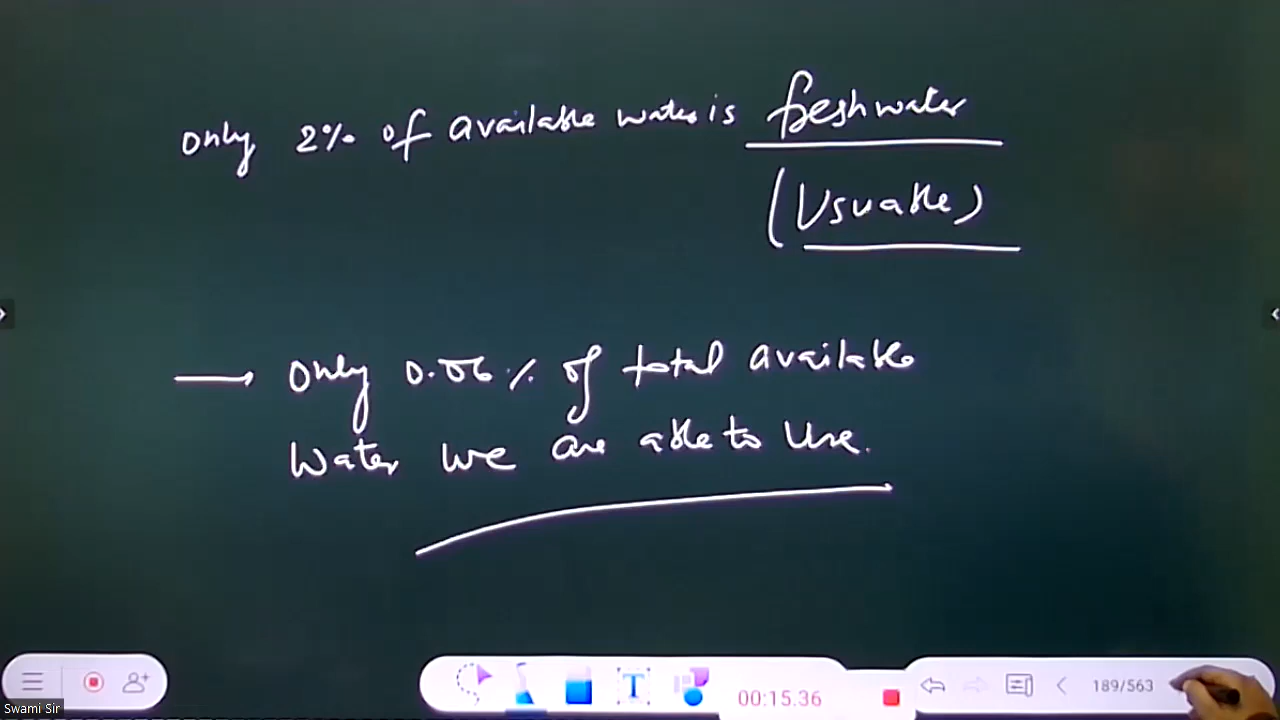 Only 2% of available water is freshwater
(Usuable)
→ Only 0.06% of total available
Water we are able to use.
T
00:15.36
189/563
Swami Sir